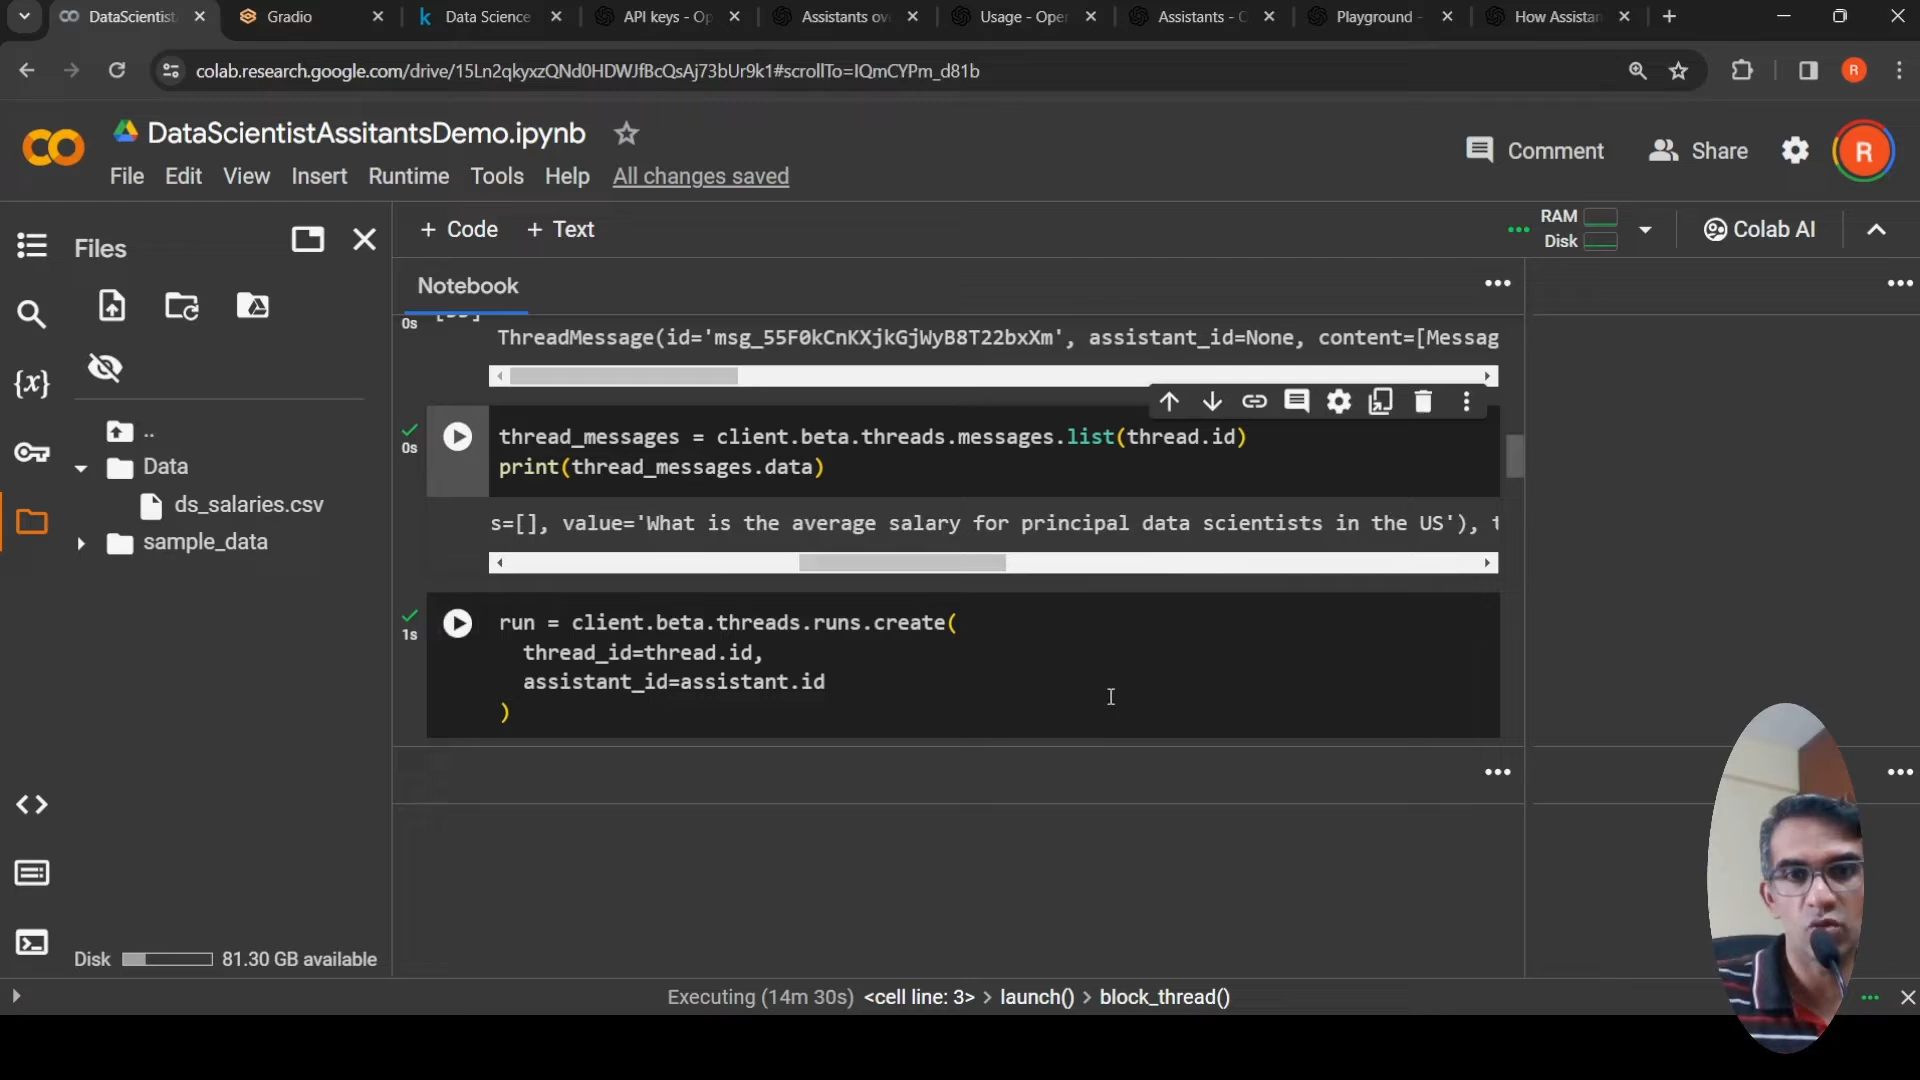 DataScientist
Gradio
Data Science
API keys - Op
Assistants ov
Usage - Oper
Assistants - C
Playground -
How Assistan
colab.research.google.com/drive/15Ln2qkyxzQNd0HDWJfBcQsAj73bUr9k1#scrollTo=IQmCYPm_d81b
R
DataScientistAssitantsDemo.ipynb
File Edit View Insert Runtime Tools Help All changes saved
Comment
Share
R
Files
+ Code + Text
RAM
Disk
Colab AI
Notebook
0s
ThreadMessage(id='msg_55F0kCnKXjkGjWyB8T22bxXm', assistant_id=None, content=[Messag
0s
thread_messages = client.beta.threads.messages.list(thread.id)
print(thread_messages.data)
s=[], value='What is the average salary for principal data scientists in the US'), t
1s
run = client.beta.threads.runs.create(
thread_id=thread.id,
assistant_id=assistant.id
)
{x}
..
Data
ds_salaries.csv
sample_data
Disk 81.30 GB available
Executing (14m 30s) <cell line: 3> > launch() > block_thread()